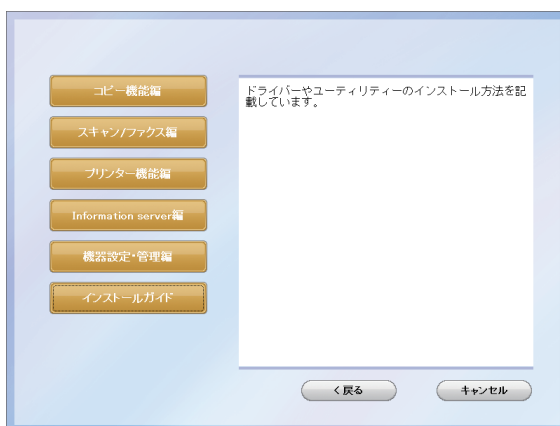 コピー機能編
スキャン/ファクス編
プリンター機能編
Information server編
機器設定・管理編
インストールガイド
ドライバーやユーティリティーのインストール方法を記
載しています。
< 戻る
キャンセル